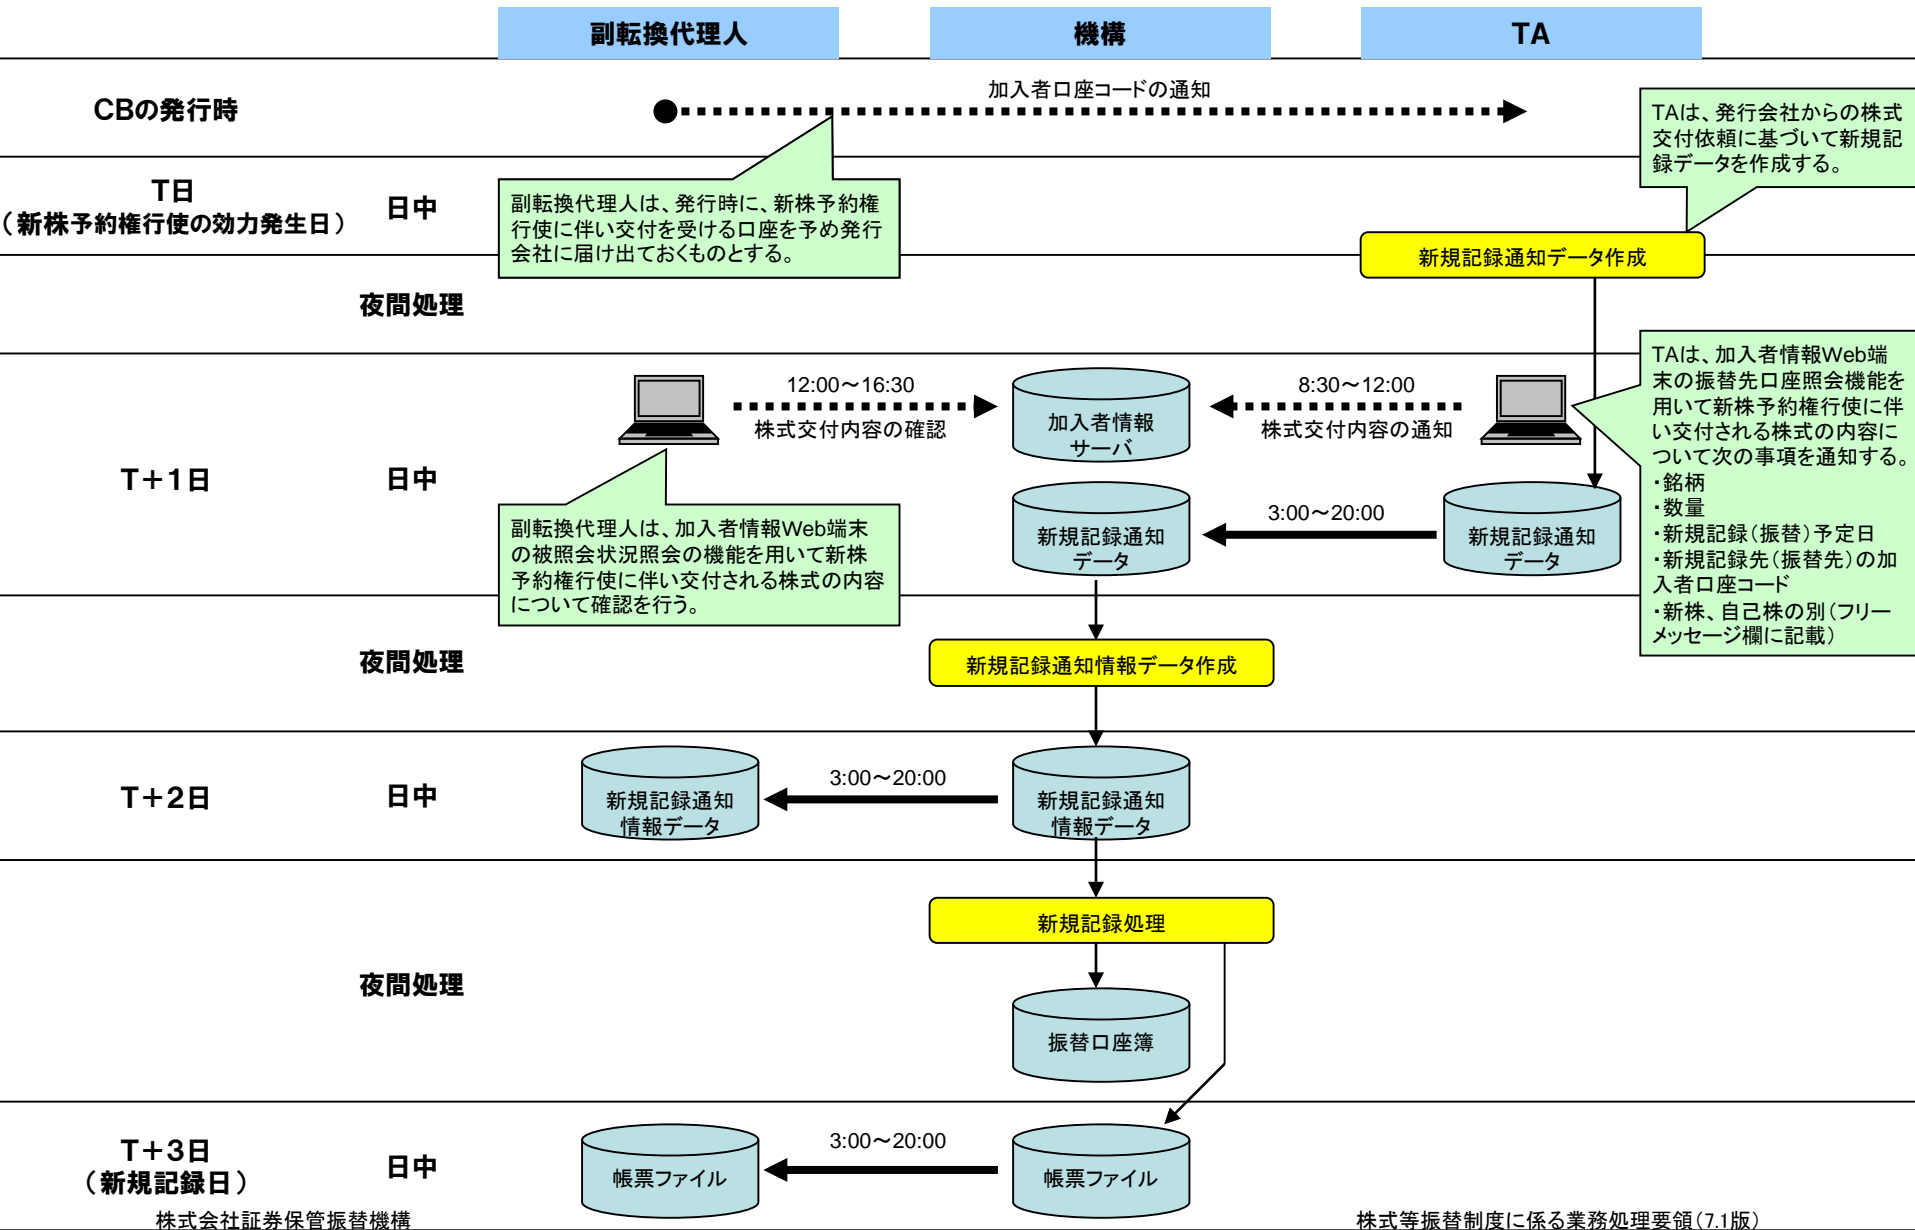 副転換代理人
機構
TA
CBの発行時
加入者口座コードの通知
TAは、発行会社からの株式
交付依頼に基づいて新規記
録データを作成する。
T日
（新株予約権行使の効力発生日）
日中
副転換代理人は、発行時に、新株予約権
行使に伴い交付を受ける口座を予め発行
会社に届け出ておくものとする。
新規記録通知データ作成
夜間処理
T＋1日
日中
12:00～16:30
株式交付内容の確認
加入者情報
サーバ
8:30～12:00
株式交付内容の通知
TAは、加入者情報Web端
末の振替先口座照会機能を
用いて新株予約権行使に伴
い交付される株式の内容に
ついて次の事項を通知する。
・銘柄
・数量
・新規記録（振替）予定日
・新規記録先（振替先）の加
入者口座コード
・新株、自己株の別（フリー
メッセージ欄に記載）
副転換代理人は、加入者情報Web端末
の被照会状況照会の機能を用いて新株
予約権行使に伴い交付される株式の内容
について確認を行う。
新規記録通知
データ
3:00～20:00
新規記録通知
データ
夜間処理
新規記録通知情報データ作成
T＋2日
日中
新規記録通知
情報データ
3:00～20:00
新規記録通知
情報データ
夜間処理
新規記録処理
振替口座簿
T＋3日
（新規記録日）
日中
帳票ファイル
3:00～20:00
帳票ファイル
株式会社証券保管振替機構
株式等振替制度に係る業務処理要領（7.1版）